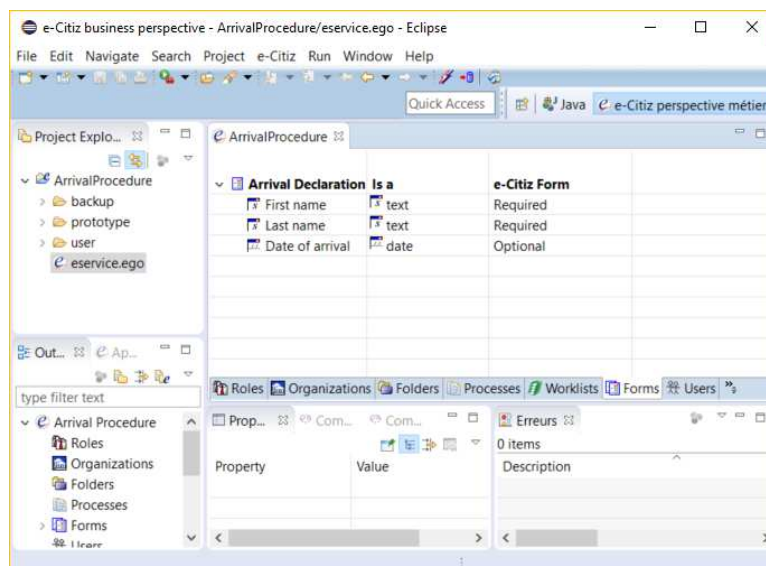 e-Citiz business perspective - ArrivalProcedure/eservice.ego - Eclipse
File Edit Navigate Search Project e-Citiz Run Window Help
Quick Access Java e-Citiz perspective métier
Project Explo...
ArrivalProcedure
backup
prototype
user
eservice.ego
ArrivalProcedure
Arrival Declaration Is a e-Citiz Form
First name text Required
Last name text Required
Date of arrival date Optional
Roles Organizations Folders Processes Worklists Forms Users
Out... Ap...
type filter text
Arrival Procedure
Roles
Organizations
Folders
Processes
Forms
Users
Prop... Com... Com...
Property Value
Erreurs
0 items
Description